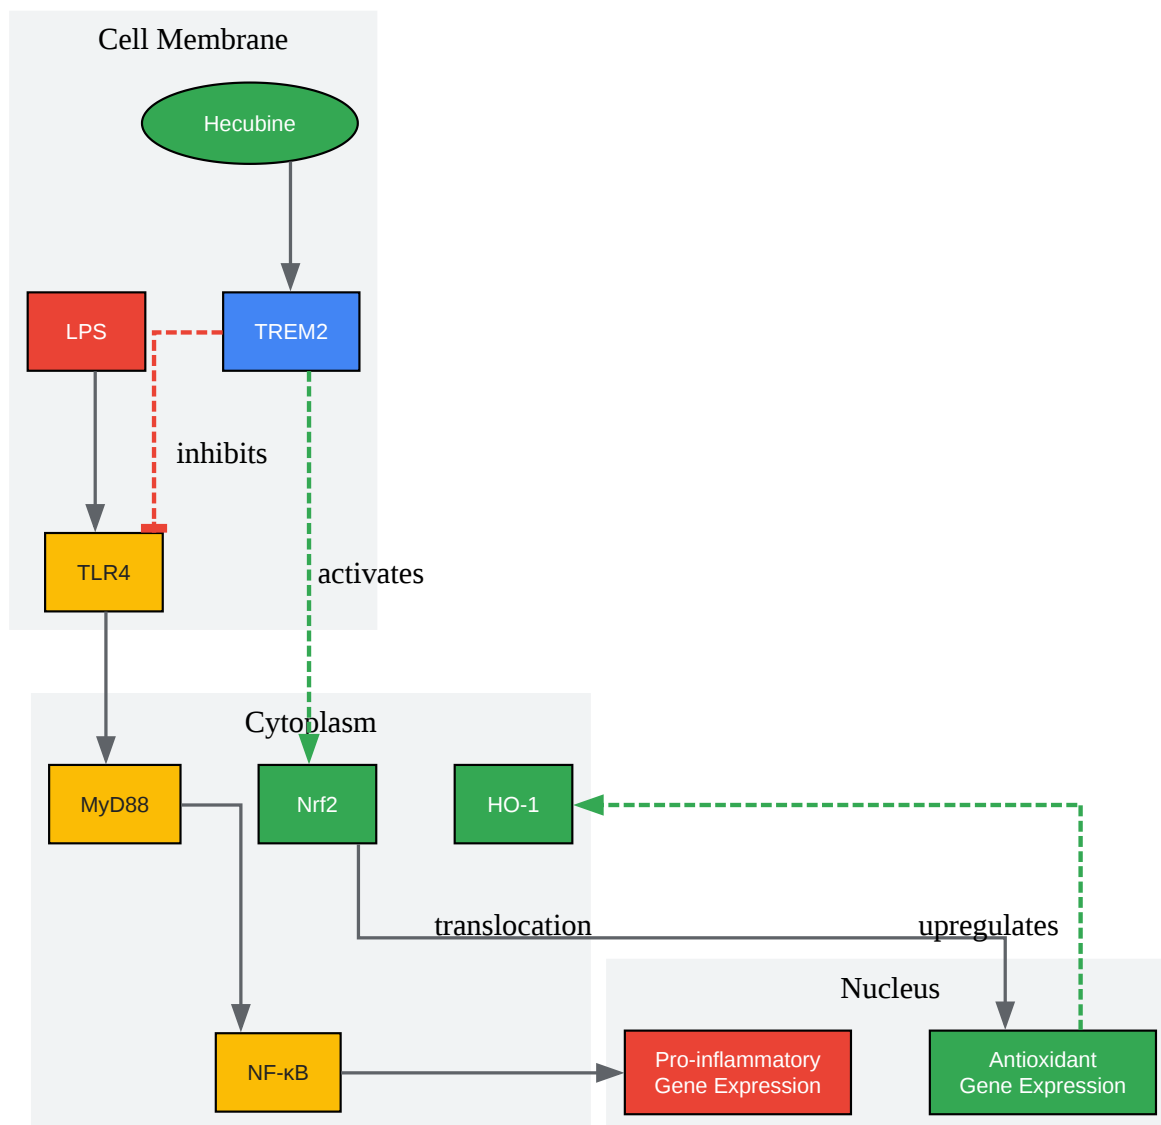 Cell Membrane
Hecubine
LPS
TREM2
inhibits
TLR4
activates
Cytoplasm
MyD88
Nrf2
HO-1
translocation
upregulates
Nucleus
NF-κB
Pro-inflammatory
Gene Expression
Antioxidant
Gene Expression